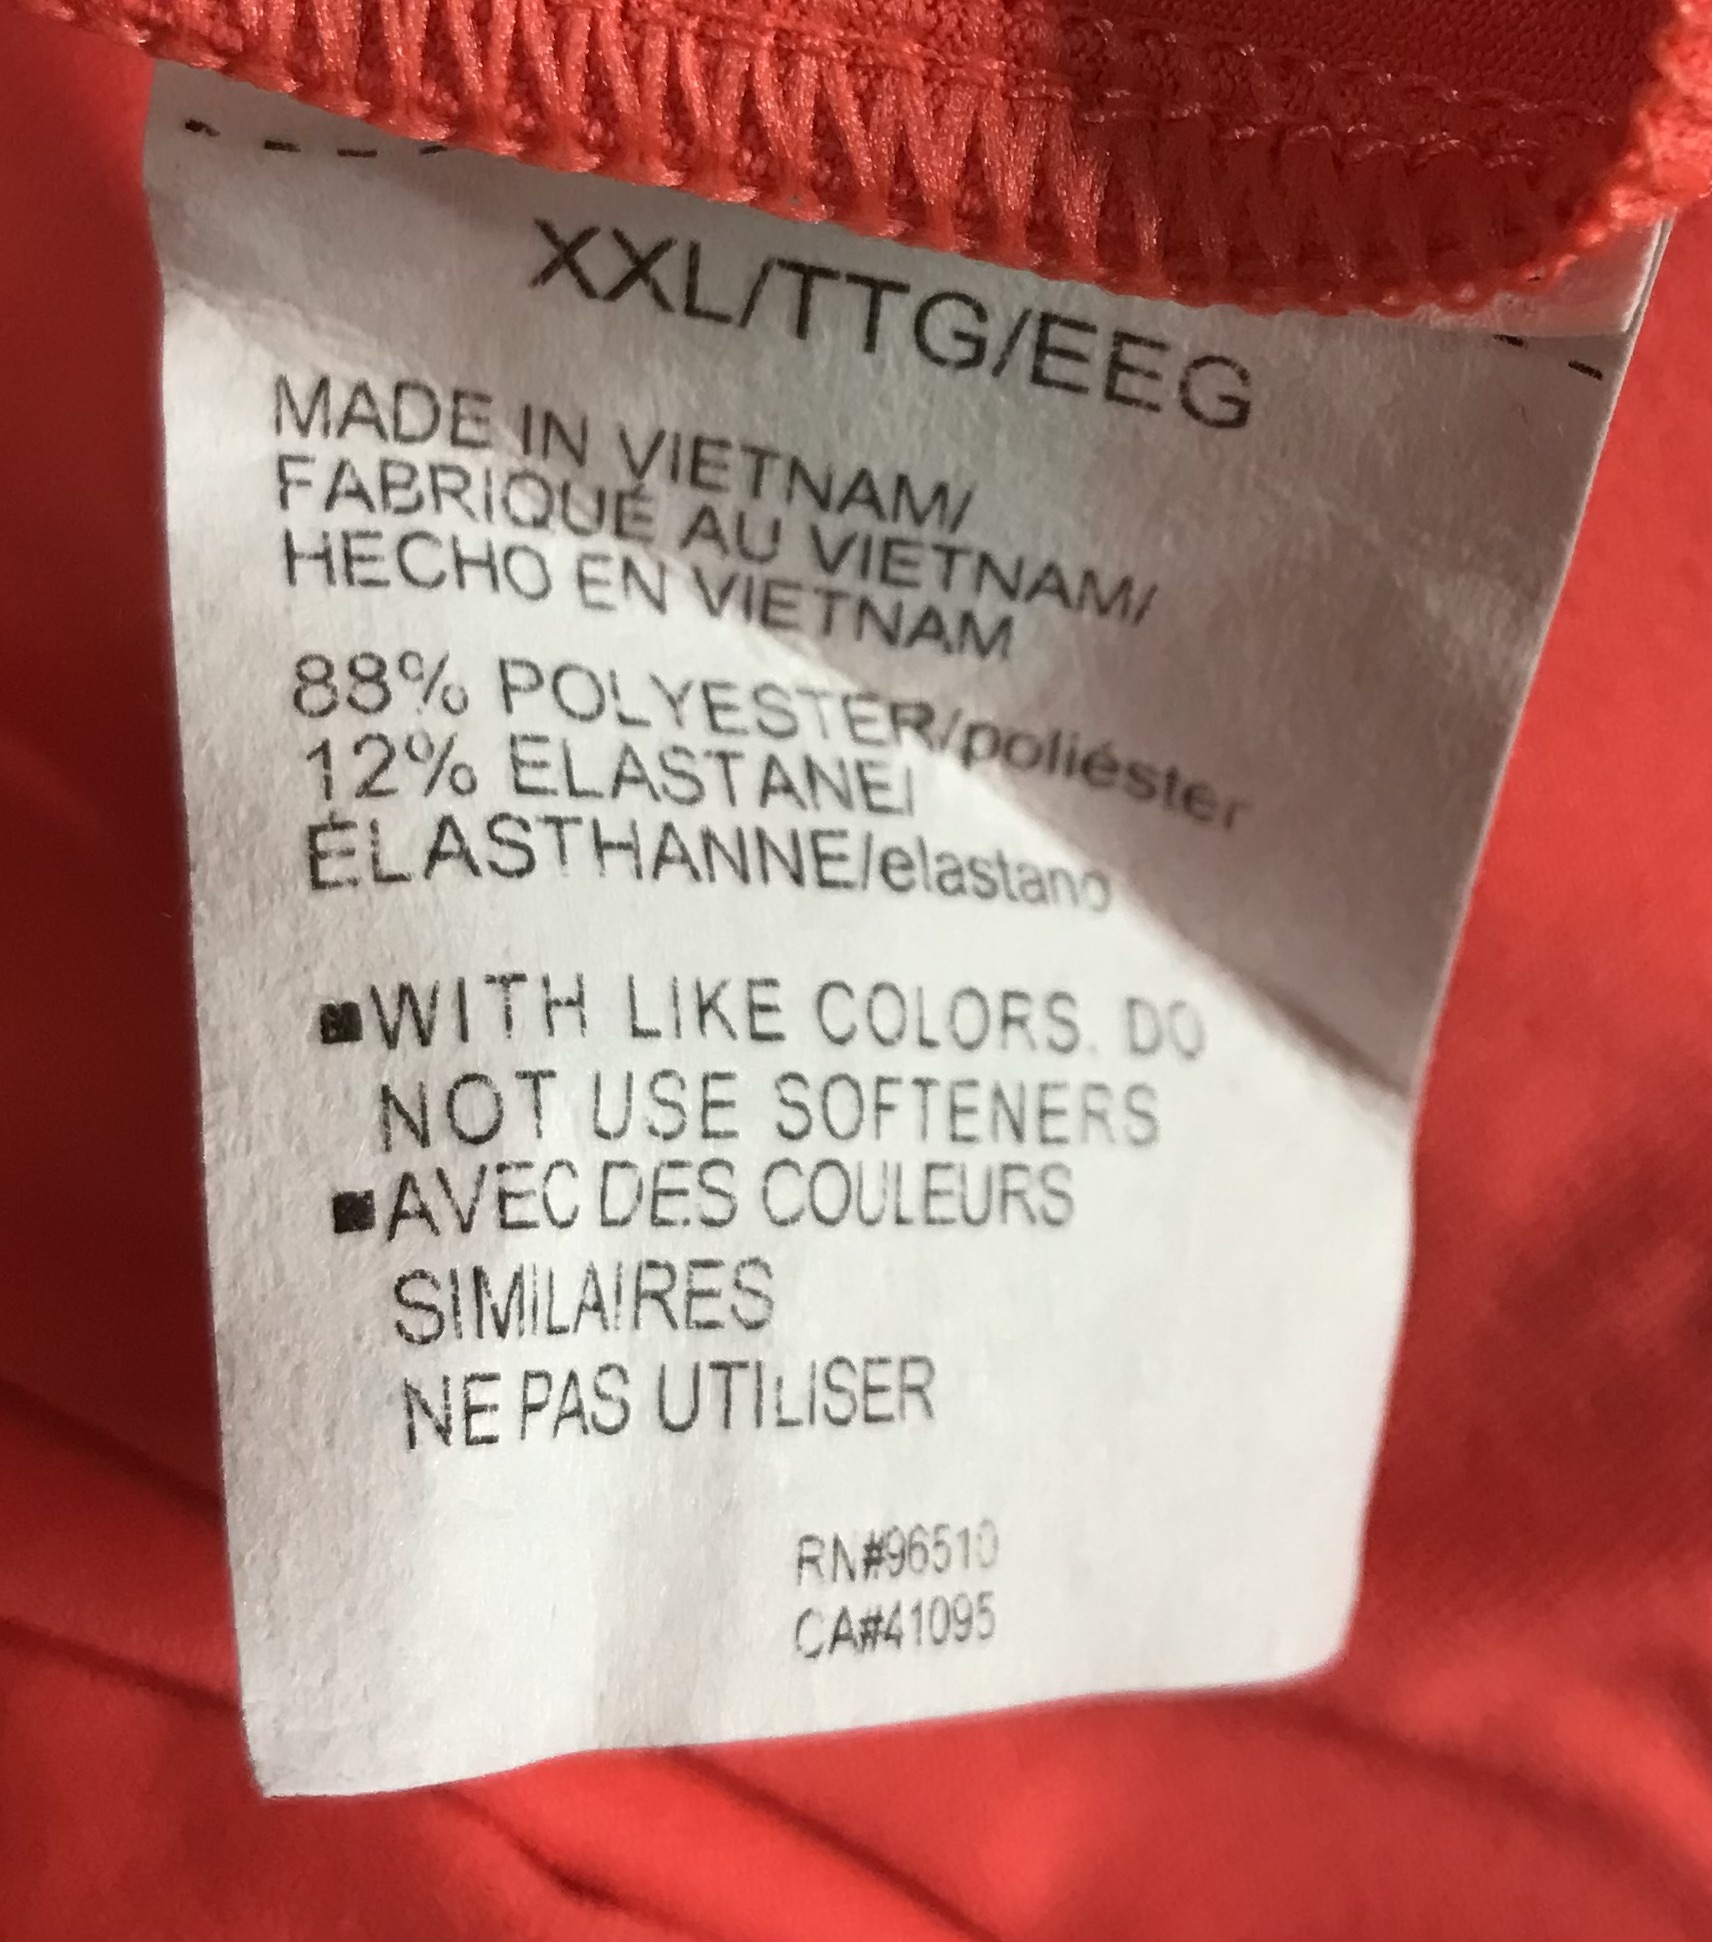 XXL/TTG/EEG
MADE IN VIETNAM/
FABRIQUÉ AU VIETNAM/
HECHO EN VIETNAM
88% POLYESTER/poliéster
12% ELASTANE/
ÉLASTHANNE/elastano
■WITH LIKE COLORS. DO
NOT USE SOFTENERS
■AVEC DES COULEURS
SIMILAIRES
NE PAS UTILISER
RN#96510
CA#41095